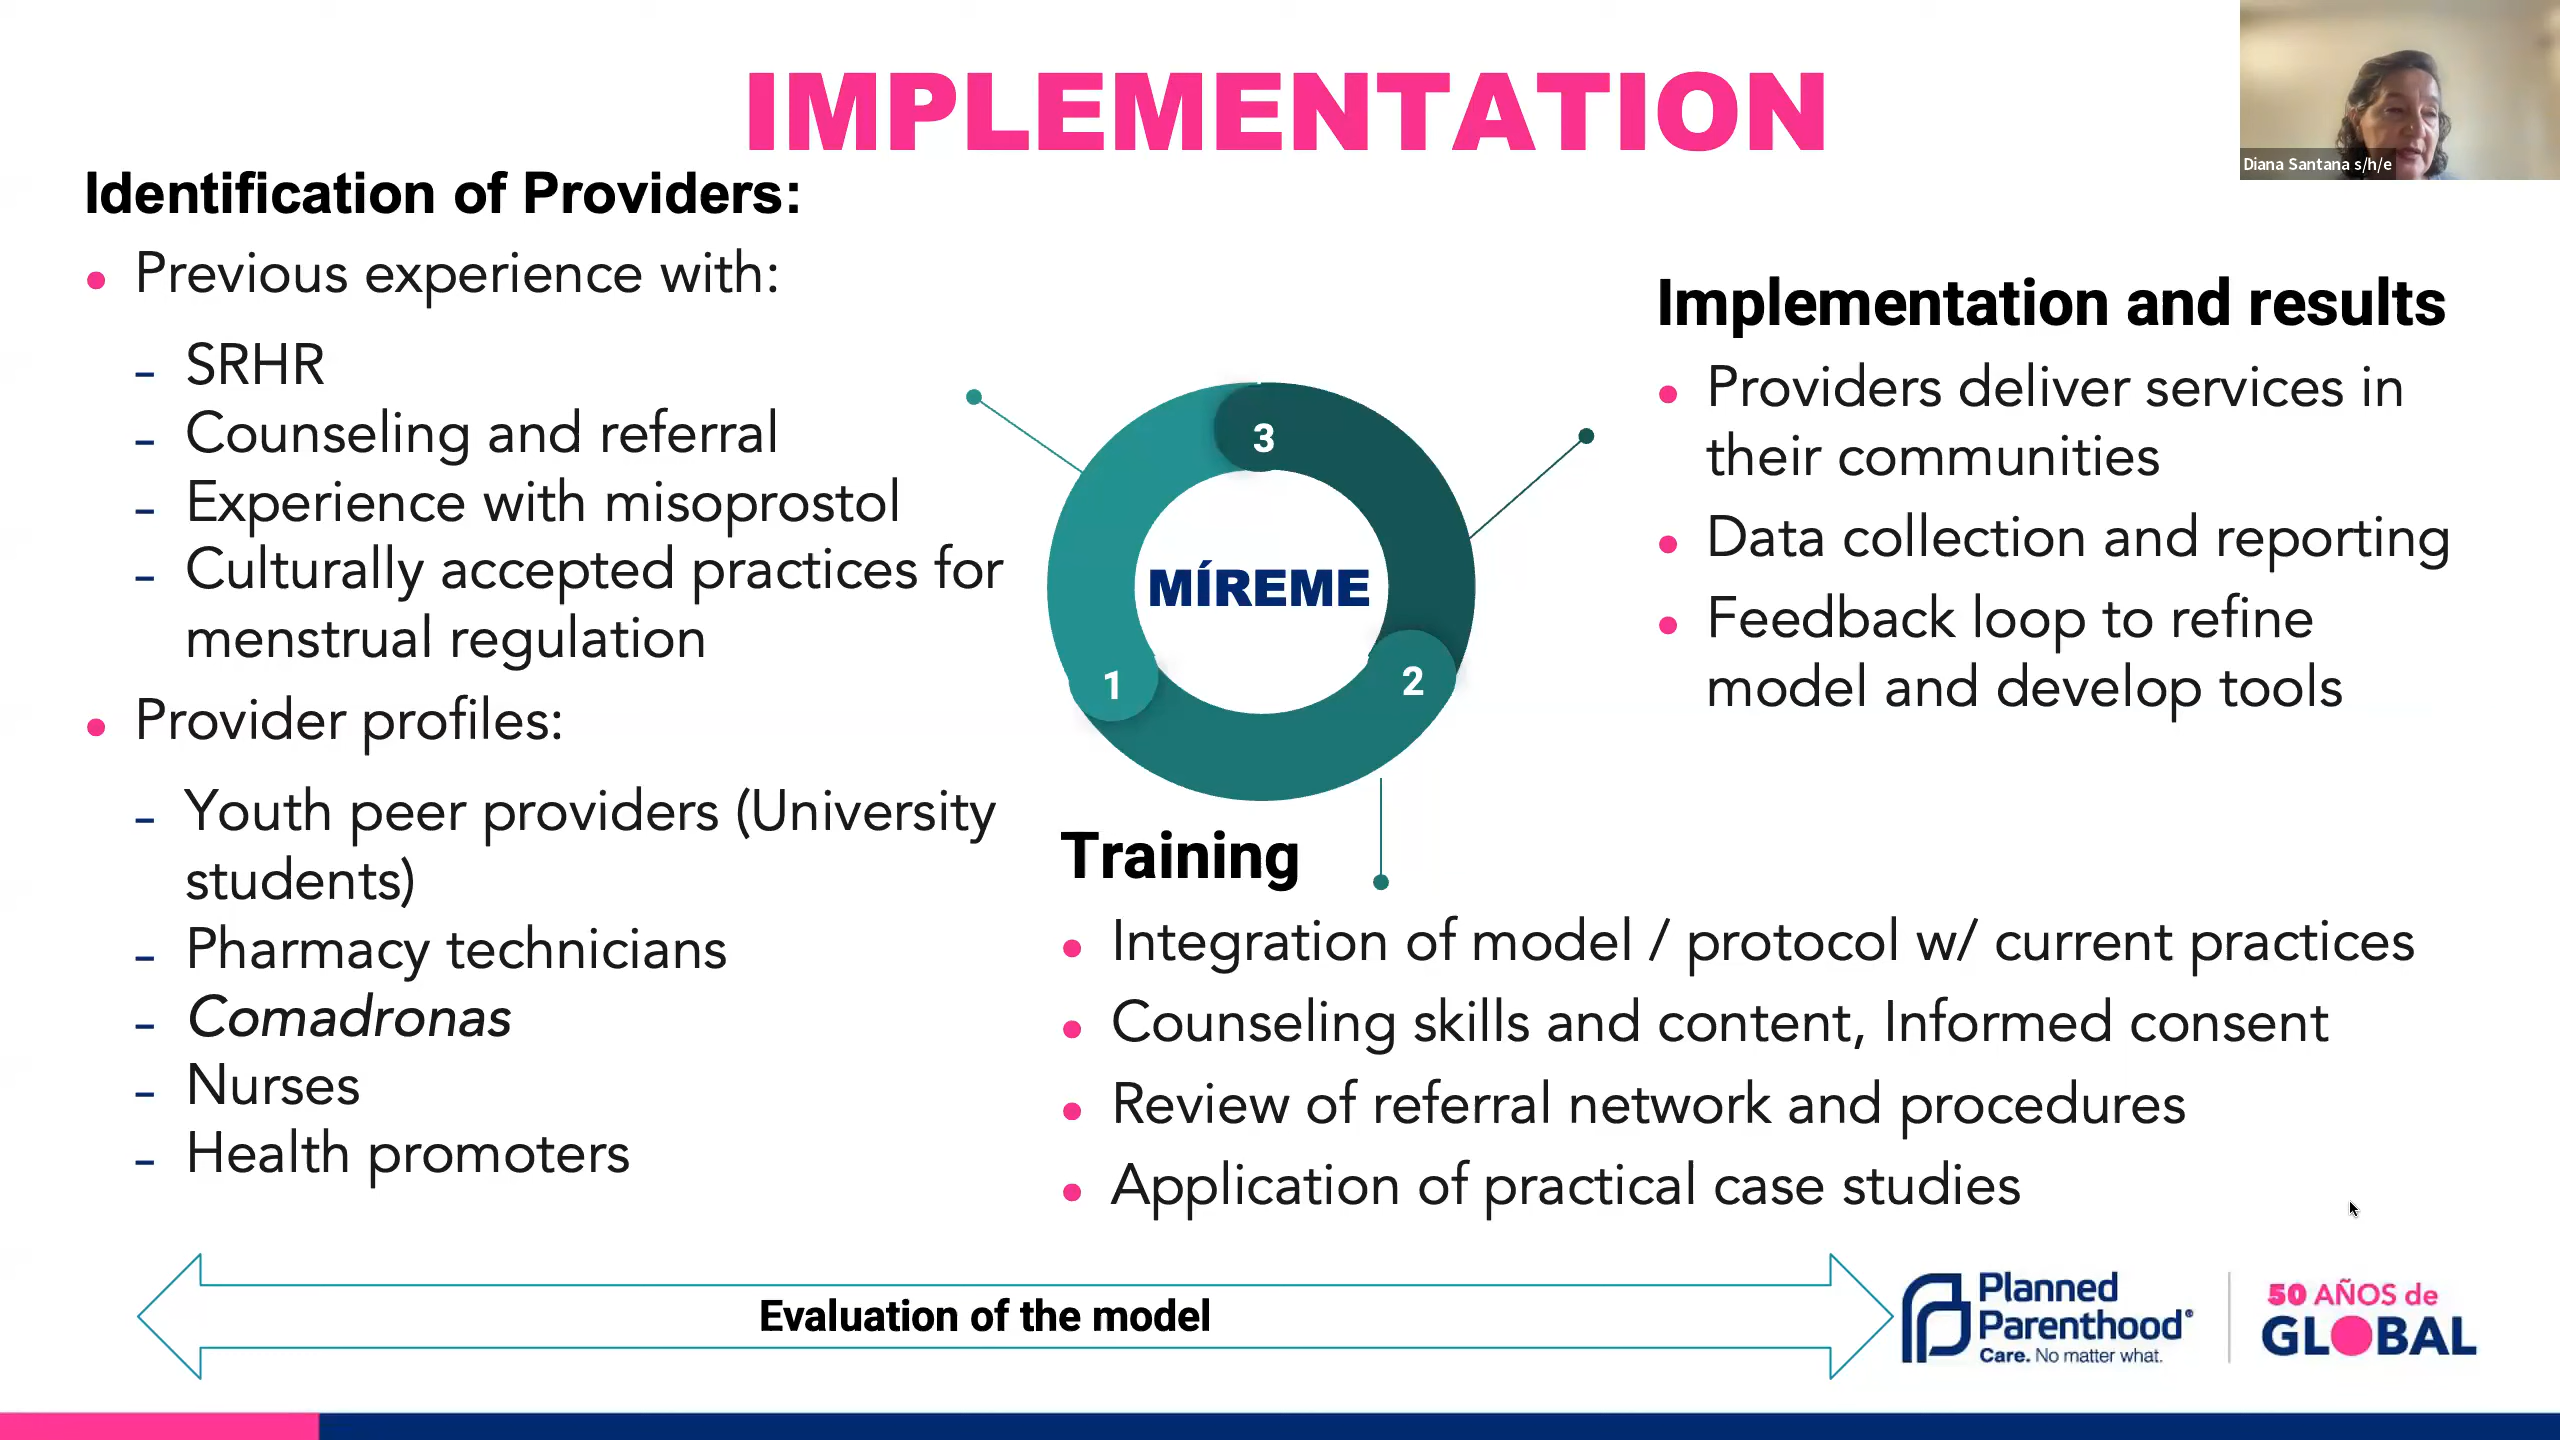 IMPLEMENTATION
Diana Santana s/h/e
Identification of Providers:
• Previous experience with:
– SRHR
– Counseling and referral
– Experience with misoprostol
– Culturally accepted practices for
menstrual regulation
• Provider profiles:
– Youth peer providers (University
students)
– Pharmacy technicians
– Comadronas
– Nurses
– Health promoters
3
MÍREME
1
2
Implementation and results
• Providers deliver services in
their communities
• Data collection and reporting
• Feedback loop to refine
model and develop tools
Training
• Integration of model / protocol w/ current practices
• Counseling skills and content, Informed consent
• Review of referral network and procedures
• Application of practical case studies
Evaluation of the model
Planned
Parenthood®
Care. No matter what.
50 AÑOS de
GLOBAL